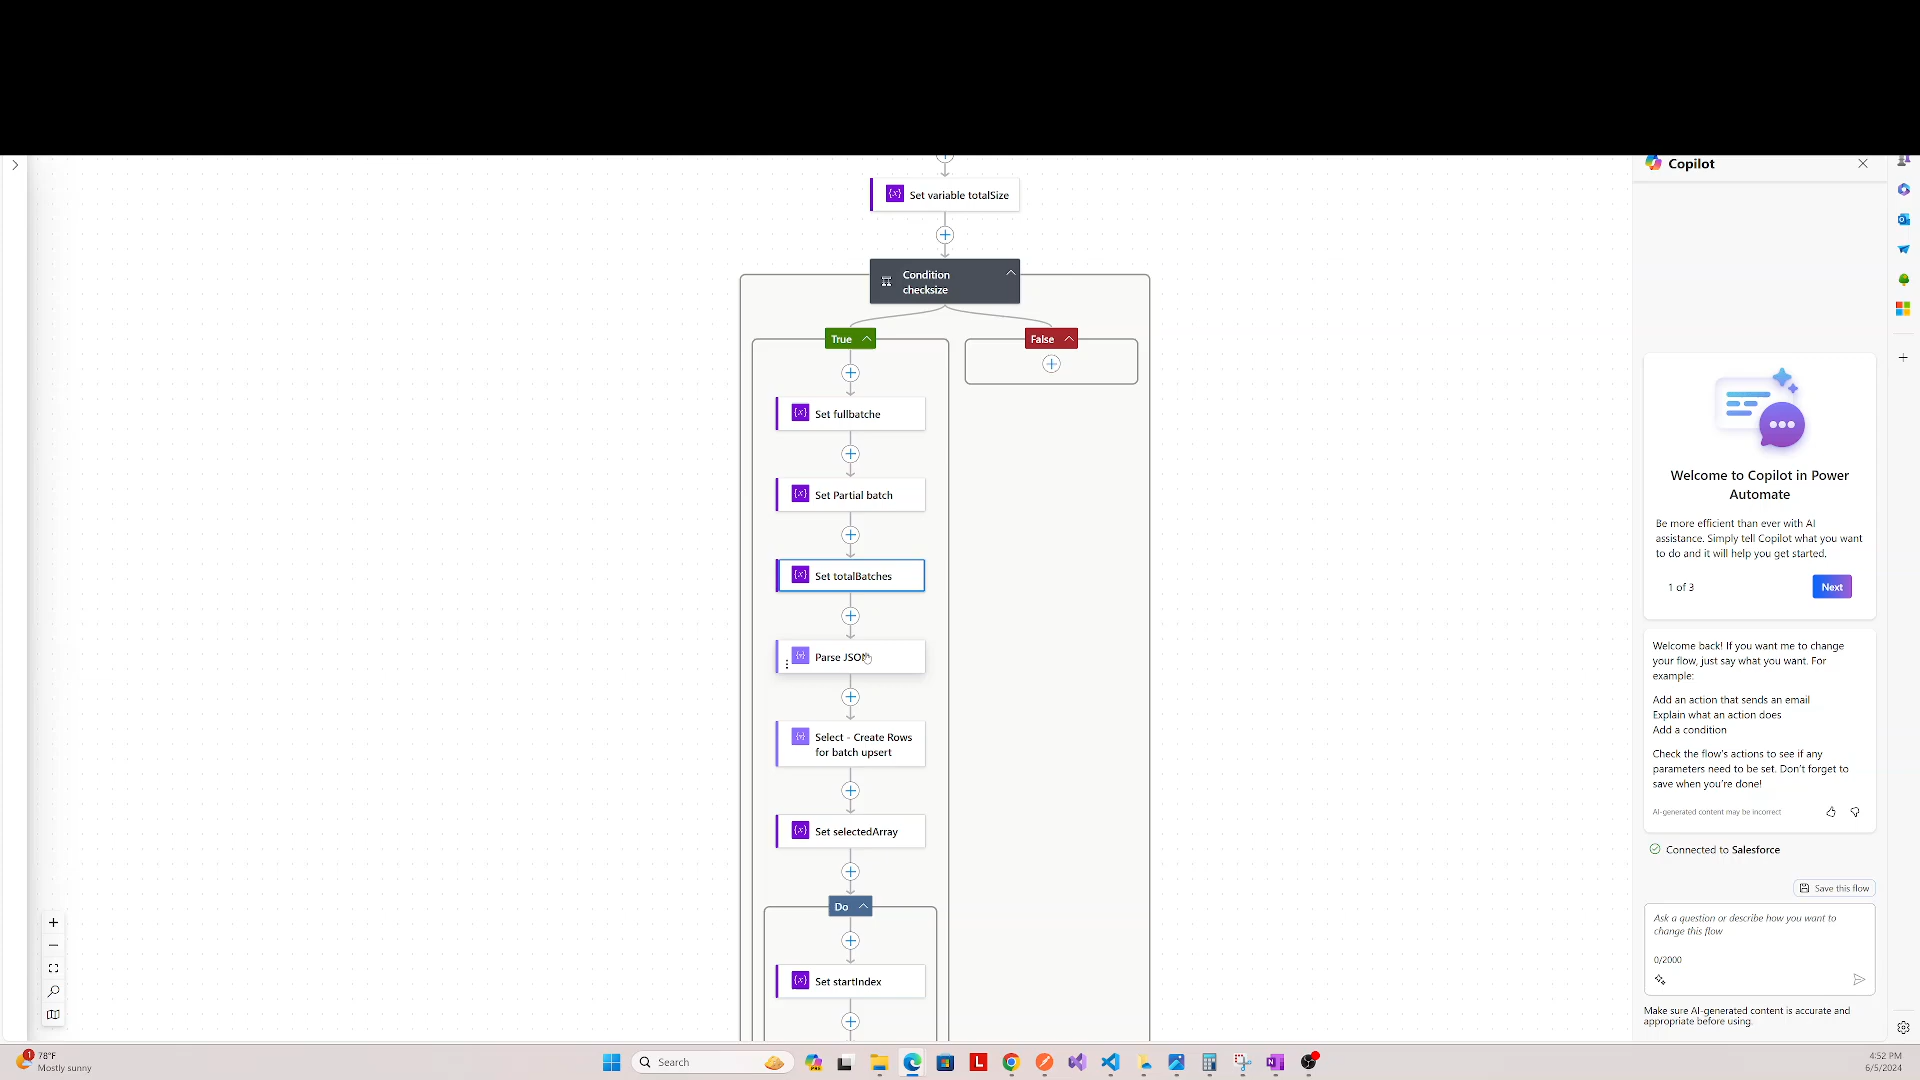 Copilot
Set variable totalSize
Condition
checksize
True
False
Set fullbatche
Set Partial batch
Set totalBatches
Parse JSON
Select - Create Rows
for batch upsert
Set selectedArray
Do
Set startIndex
Welcome to Copilot in Power
Automate
Be more efficient than ever with AI
assistance. Simply tell Copilot what you want
to do and it will help you get started.
1 of 3
Next
Welcome back! If you want me to change
your flow, just say what you want. For
example:
Add an action that sends an email
Explain what an action does
Add a condition
Check the flow's actions to see if any
parameters need to be set. Don't forget to
save when you're done!
AI-generated content may be incorrect
Connected to Salesforce
Save this flow
Ask a question or describe how you want to
change this flow
0/2000
Make sure AI-generated content is accurate and
appropriate before using.
1
78°F
Mostly sunny
Search
4:52 PM
6/5/2024